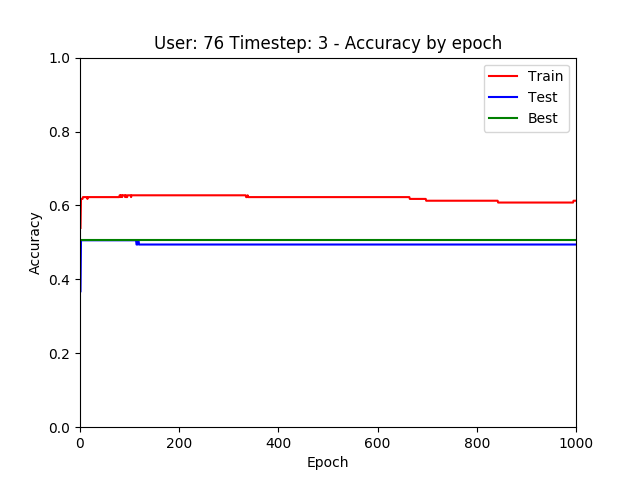 User: 76 Timestep: 3 - Accuracy by epoch
1.0
0.8
0.6
0.4
0.2
0.0
Accuracy
Train
Test
Best
0 200 400 600 800 1000
Epoch